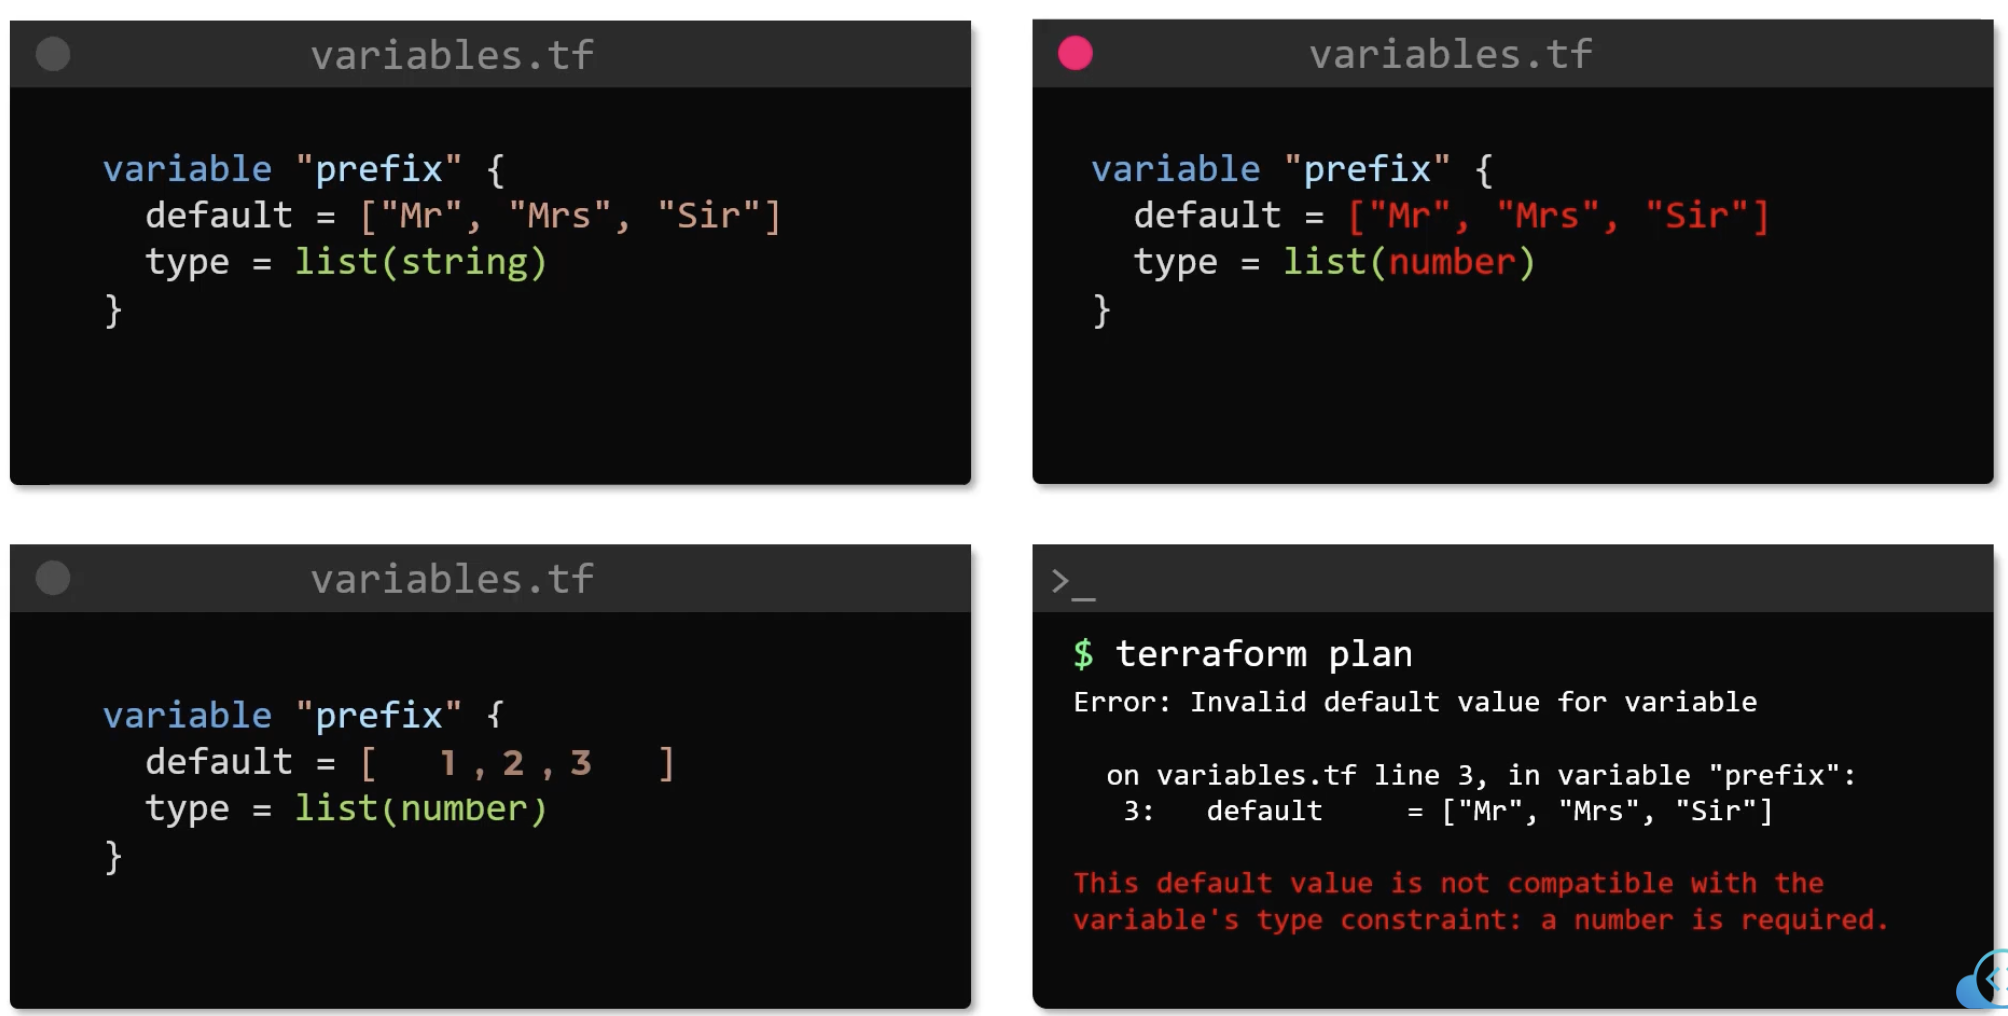 variables.tf
variable "prefix" {
  default = ["Mr", "Mrs", "Sir"]
  type = list(string)
}
variables.tf
variable "prefix" {
  default = ["Mr", "Mrs", "Sir"]
  type = list(number)
}
variables.tf
variable "prefix" {
  default = [ 1 , 2 , 3 ]
  type = list(number)
}
>_
$ terraform plan
Error: Invalid default value for variable
  on variables.tf line 3, in variable "prefix":
   3:   default     = ["Mr", "Mrs", "Sir"]
This default value is not compatible with the
variable's type constraint: a number is required.